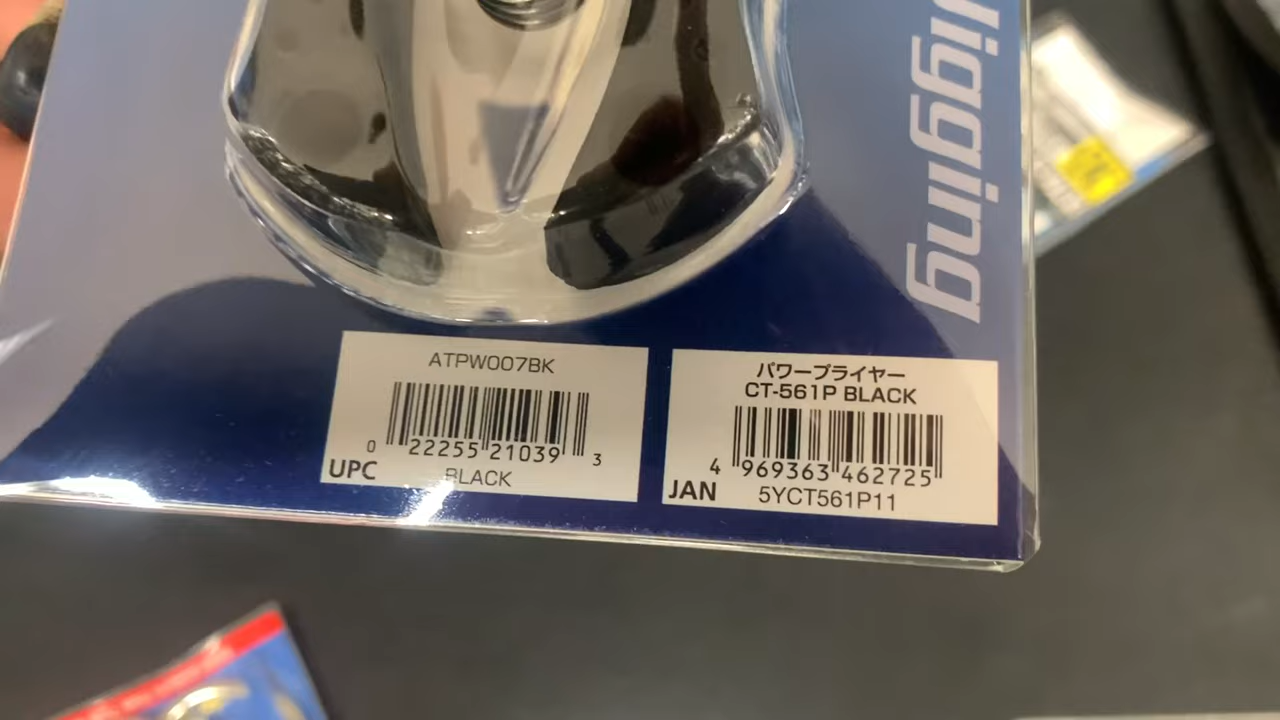 Jigging
ATPW007BK
0 22255 21039 3
UPC
BLACK
パワープライヤー
CT-561P BLACK
4 969363 462725
JAN
5YCT561P11